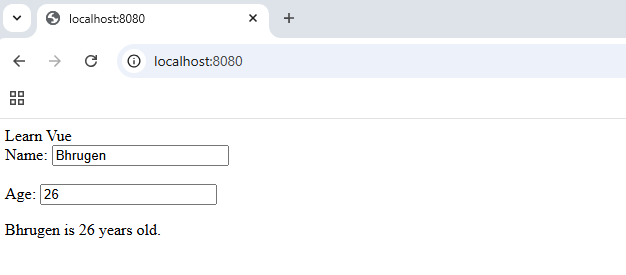 localhost:8080
localhost:8080
Learn Vue
Name: Bhrugen
Age: 26
Bhrugen is 26 years old.